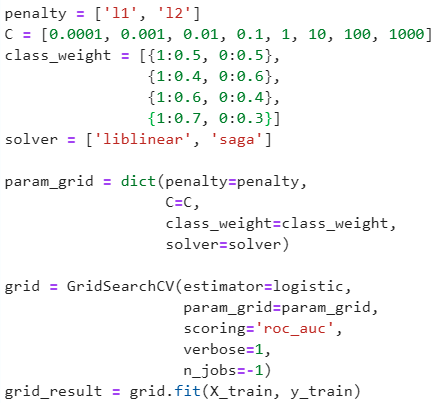 penalty = ['l1', 'l2']
C = [0.0001, 0.001, 0.01, 0.1, 1, 10, 100, 1000]
class_weight = [{1:0.5, 0:0.5},
                {1:0.4, 0:0.6},
                {1:0.6, 0:0.4},
                {1:0.7, 0:0.3}]
solver = ['liblinear', 'saga']

param_grid = dict(penalty=penalty,
                  C=C,
                  class_weight=class_weight,
                  solver=solver)

grid = GridSearchCV(estimator=logistic,
                    param_grid=param_grid,
                    scoring='roc_auc',
                    verbose=1,
                    n_jobs=-1)
grid_result = grid.fit(X_train, y_train)